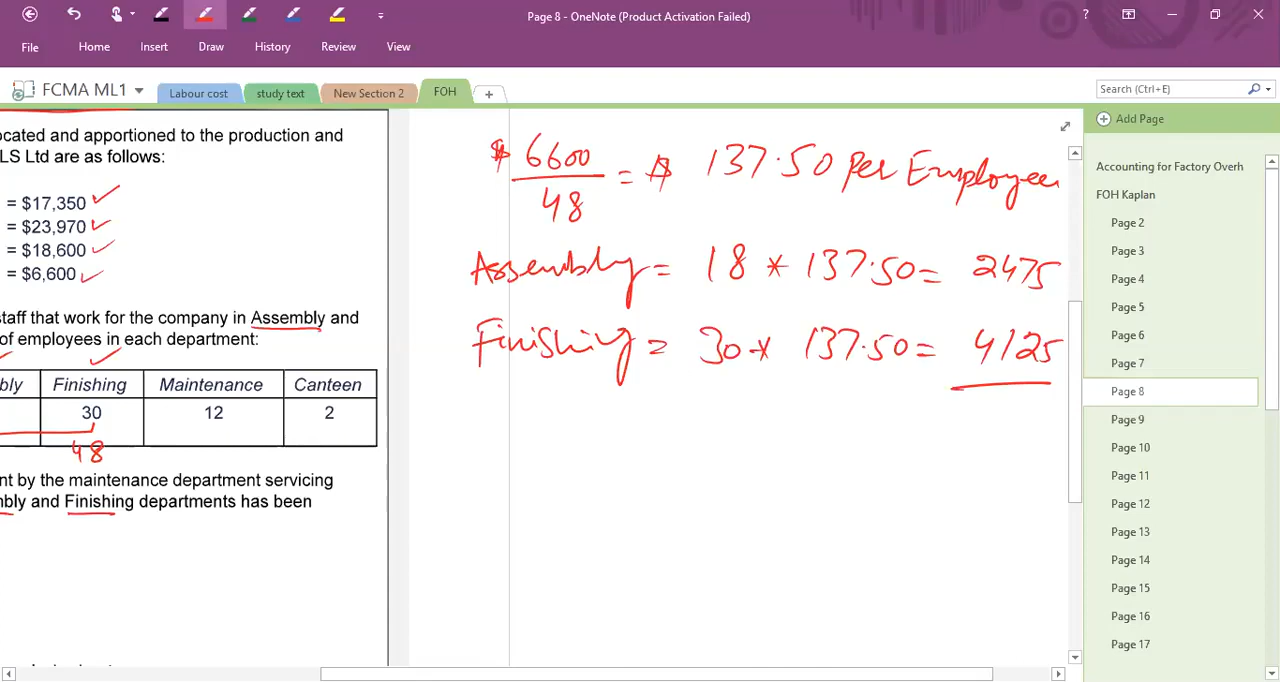 Page 8 - OneNote (Product Activation Failed)
?
File Home Insert Draw History Review View
FCMA ML1 Labour cost study text New Section 2 FOH
Search (Ctrl+E)
Add Page
ocated and apportioned to the production and
LS Ltd are as follows:
= $17,350
= $23,970
= $18,600
= $6,600
staff that work for the company in Assembly and
of employees in each department:
bly Finishing Maintenance Canteen
30 12 2
48
nt by the maintenance department servicing
mbly and Finishing departments has been
$ 6600 / 48 = $ 137.50 Per Employee
Assembly = 18 * 137.50 = 2475
Finishing = 30 * 137.50 = 4125
Accounting for Factory Overh
FOH Kaplan
Page 2
Page 3
Page 4
Page 5
Page 6
Page 7
Page 8
Page 9
Page 10
Page 11
Page 12
Page 13
Page 14
Page 15
Page 16
Page 17